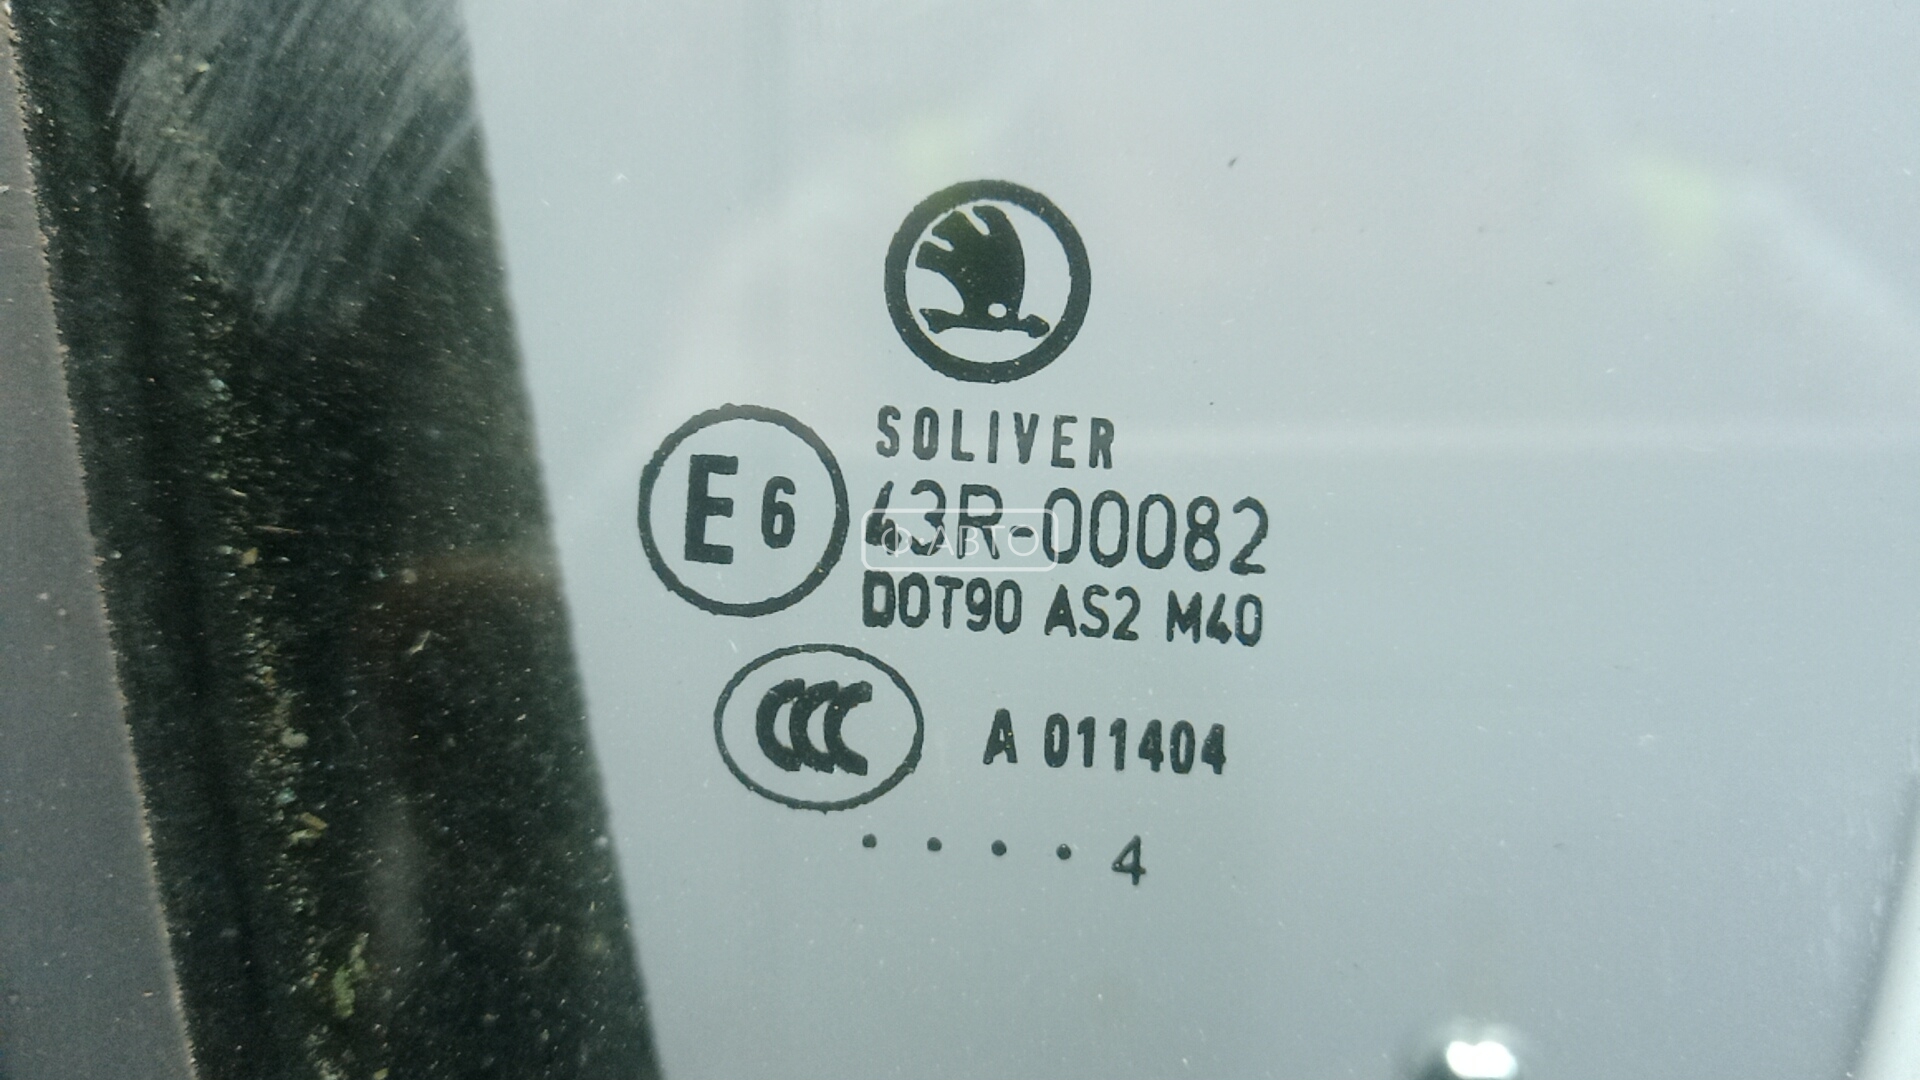 SOLIVER
E6 43R-00082
Ф-АВТО
DOT90 AS2 M40
CCC A 011404
. . . . 4